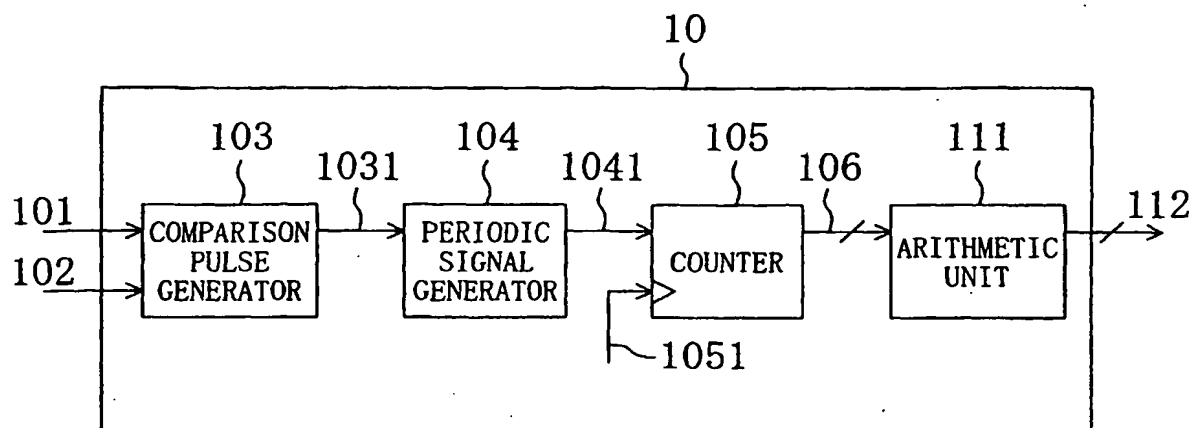 10
103
1031
104
1041
105
106
111
101
102
112
COMPARISON
PULSE
GENERATOR
PERIODIC
SIGNAL
GENERATOR
COUNTER
ARITHMETIC
UNIT
1051